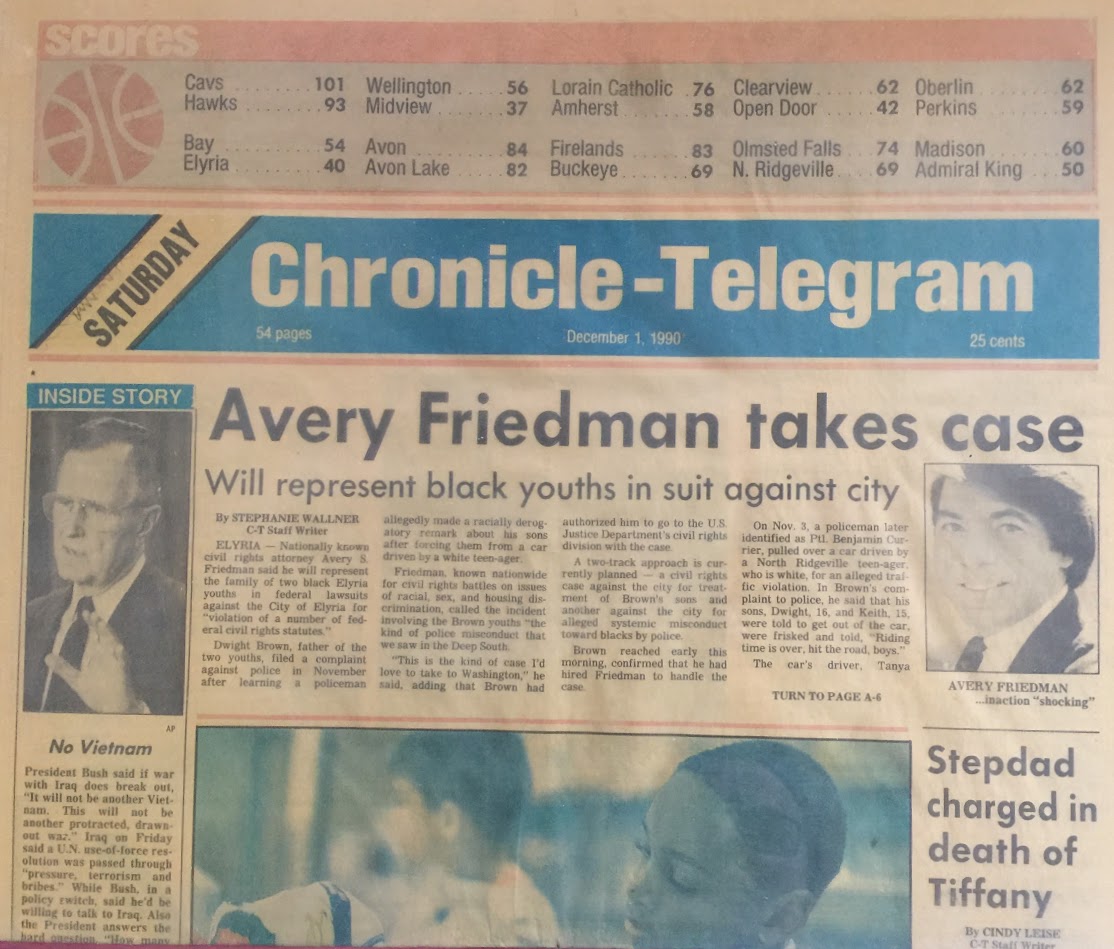 scores
Cavs ........ 101
Hawks ........ 93
Bay ........ 54
Elyria ........ 40
Wellington ..... 56
Midview ........ 37
Avon ........ 84
Avon Lake ...... 82
Lorain Catholic . 76
Amherst ....... 58
Firelands ...... 83
Buckeye ....... 69
Clearview ...... 62
Open Door .... 42
Olmsted Falls ... 74
N. Ridgeville .... 69
Oberlin ........ 62
Perkins ........ 59
Madison ....... 60
Admiral King ... 50
SATURDAY
Chronicle-Telegram
54 pages
December 1, 1990
25 cents
INSIDE STORY
AP
No Vietnam
President Bush said if war
with Iraq does break out,
"It will not be another Viet-
nam. This will not be
another protracted, drawn-
out war." Iraq on Friday
said a U.N. use-of-force res-
olution was passed through
"pressure, terrorism and
bribes." While Bush, in a
policy switch, said he'd be
willing to talk to Iraq. Also
the President answers the
hard question, "How many
Avery Friedman takes case
Will represent black youths in suit against city
By STEPHANIE WALLNER
C-T Staff Writer
ELYRIA — Nationally known
civil rights attorney Avery S.
Friedman said he will represent
the family of two black Elyria
youths in federal lawsuits
against the City of Elyria for
"violation of a number of fed-
eral civil rights statutes."
Dwight Brown, father of the
two youths, filed a complaint
against police in November
after learning a policeman
allegedly made a racially derog-
atory remark about his sons
after forcing them from a car
driven by a white teen-ager.
Friedman, known nationwide
for civil rights battles on issues
of racial, sex, and housing dis-
crimination, called the incident
involving the Brown youths "the
kind of police misconduct that
we saw in the Deep South.
"This is the kind of case I'd
love to take to Washington," he
said, adding that Brown had
authorized him to go to the U.S.
Justice Department's civil rights
division with the case.
A two-track approach is cur-
rently planned — a civil rights
case against the city for treat-
ment of Brown's sons and
another against the city for
alleged systemic misconduct
toward blacks by police.
Brown reached early this
morning, confirmed that he had
hired Friedman to handle the
case.
On Nov. 3, a policeman later
identified as Ptl. Benjamin Cur-
rier, pulled over a car driven by
a North Ridgeville teen-ager,
who is white, for an alleged traf-
fic violation. In Brown's com-
plaint to police, he said that his
sons, Dwight, 16, and Keith, 15,
were told to get out of the car,
were frisked and told, "Riding
time is over, hit the road, boys."
The car's driver, Tanya
TURN TO PAGE A-6
AVERY FRIEDMAN
...inaction "shocking"
Stepdad
charged in
death of
Tiffany
By CINDY LEISE
C-T Staff Writer